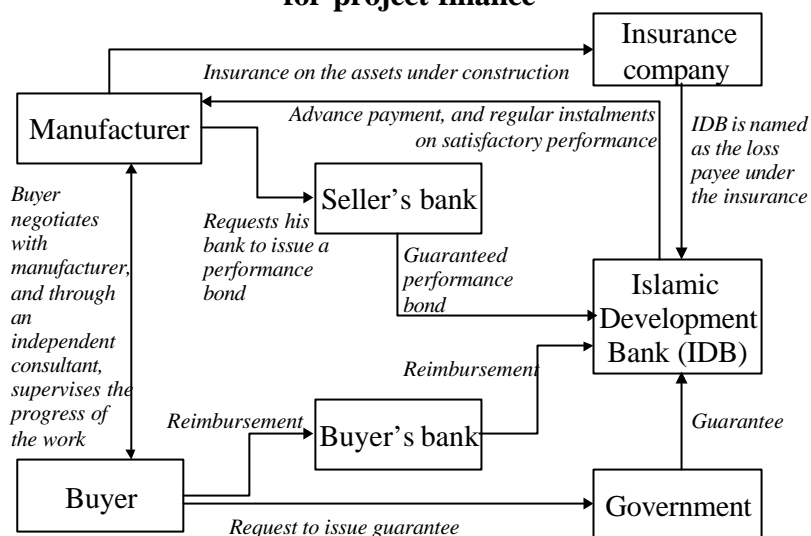 for project finance
Insurance
company
Insurance on the assets under construction
Manufacturer
Advance payment, and regular instalments
on satisfactory performance
IDB is named
as the loss
payee under
the insurance
Seller's bank
Requests his
bank to issue a
performance
bond
Guaranteed
performance
bond
Buyer
negotiates
with
manufacturer,
and through
an
independent
consultant,
supervises the
progress of
the work
Islamic
Development
Bank (IDB)
Reimbursement
Reimbursement
Buyer's bank
Guarantee
Buyer
Government
Request to issue guarantee